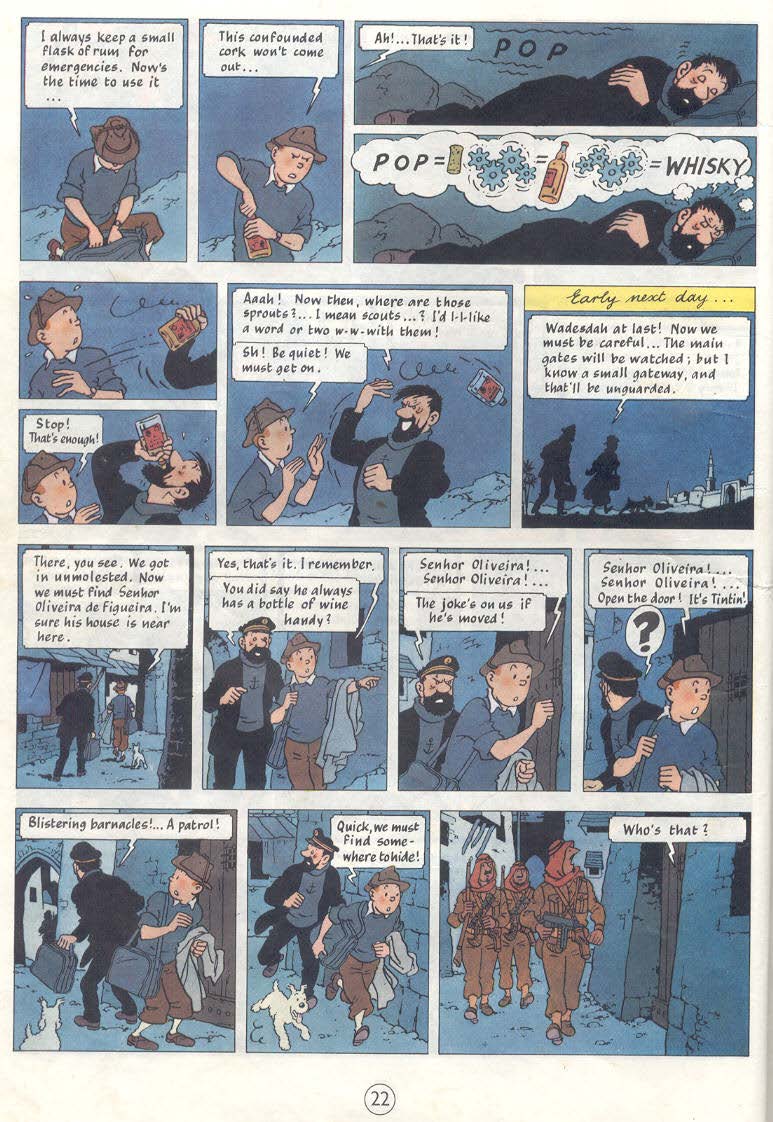 I always keep a small
flask of rum for
emergencies. Now's
the time to use it
...
This confounded
cork won't come
out...
Ah!...That's it!
POP
POP = = = WHISKY
Stop!
That's enough!
Aaah! Now then, where are those
sprouts?...I mean scouts...? I'd l-l-like
a word or two w-w-with them!
Sh! Be quiet! We
must get on.
Early next day...
Wadesdah at last! Now we
must be careful... The main
gates will be watched; but I
know a small gateway, and
that'll be unguarded.
There, you see. We got
in unmolested. Now
we must find Senhor
Oliveira de Figueira. I'm
sure his house is near
here.
Yes, that's it. I remember.
You did say he always
has a bottle of wine
handy?
Senhor Oliveira!...
Senhor Oliveira!...
The joke's on us if
he's moved!
Senhor Oliveira!...
Senhor Oliveira!...
Open the door! It's Tintin!
?
Blistering barnacles!... A patrol!
Quick, we must
find some-
where to hide!
Who's that?
22